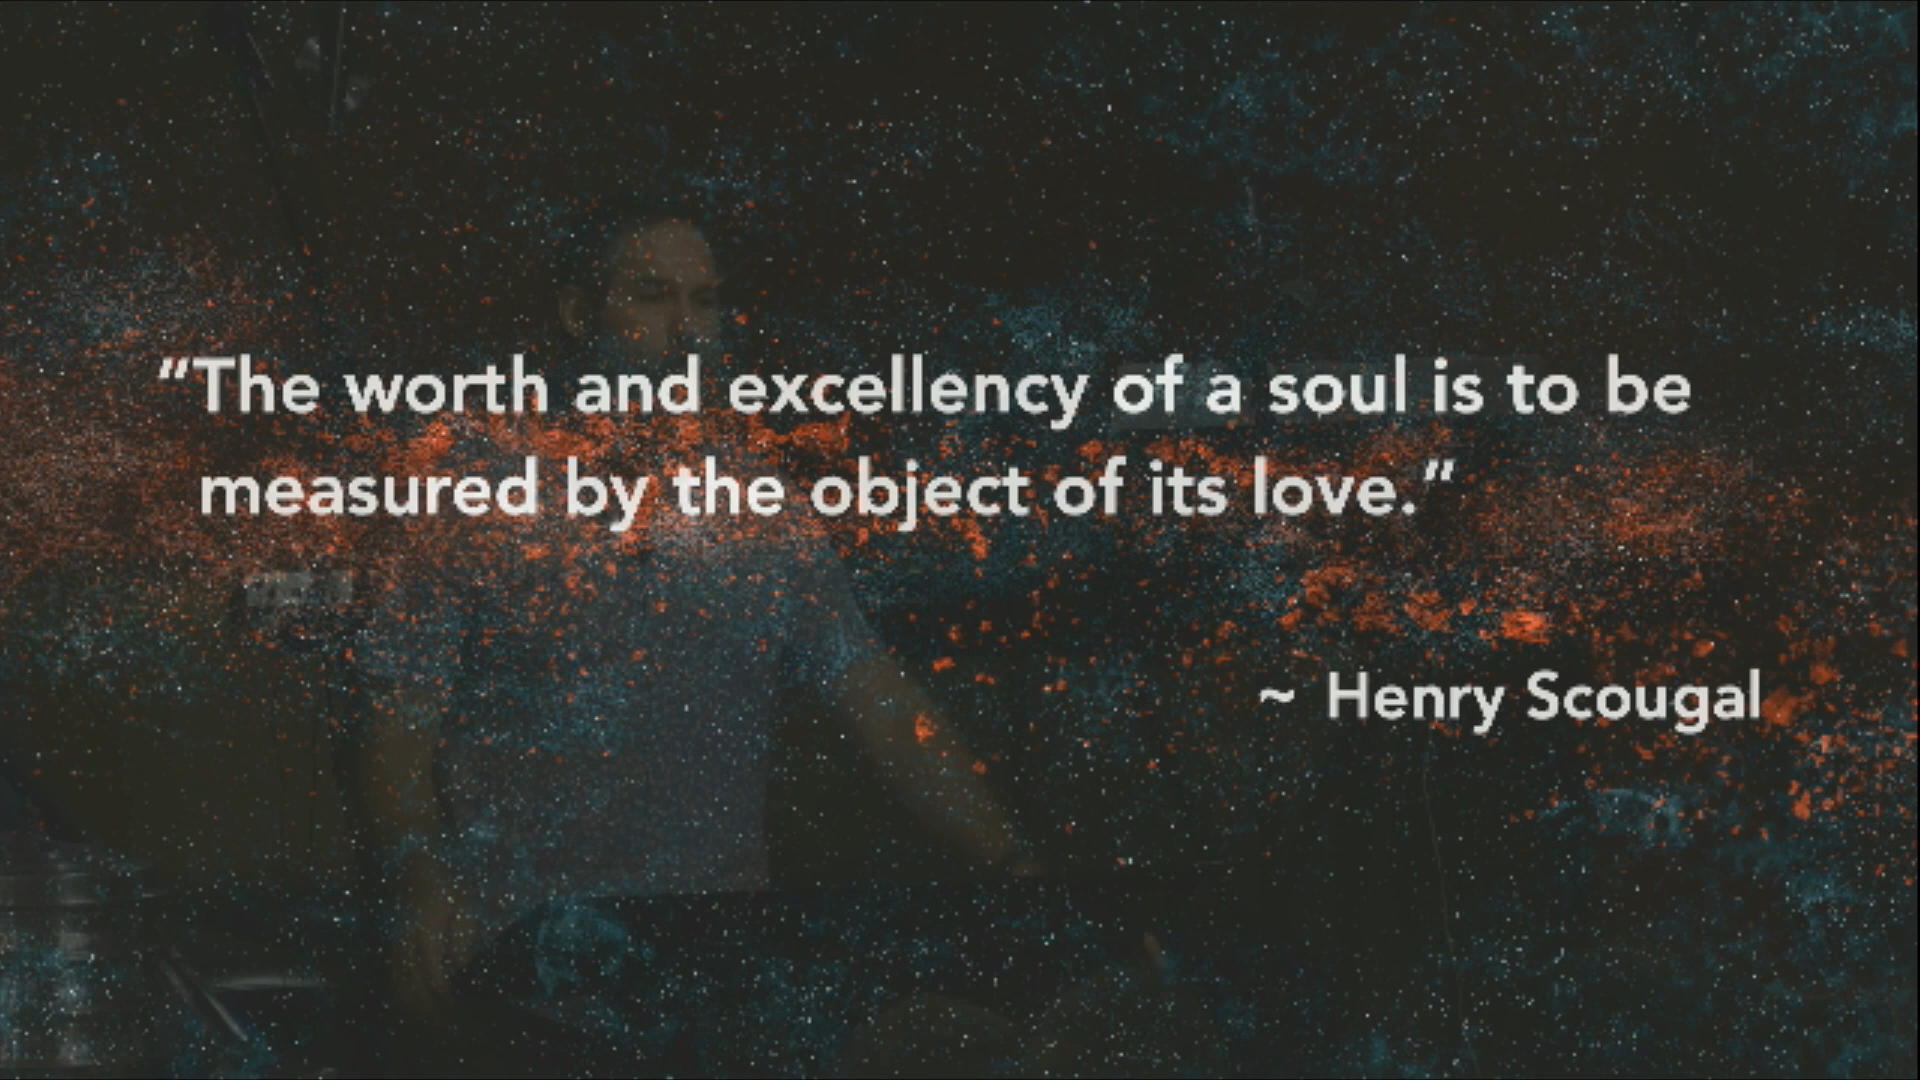 “The worth and excellency of a soul is to be
measured by the object of its love.”
~ Henry Scougal